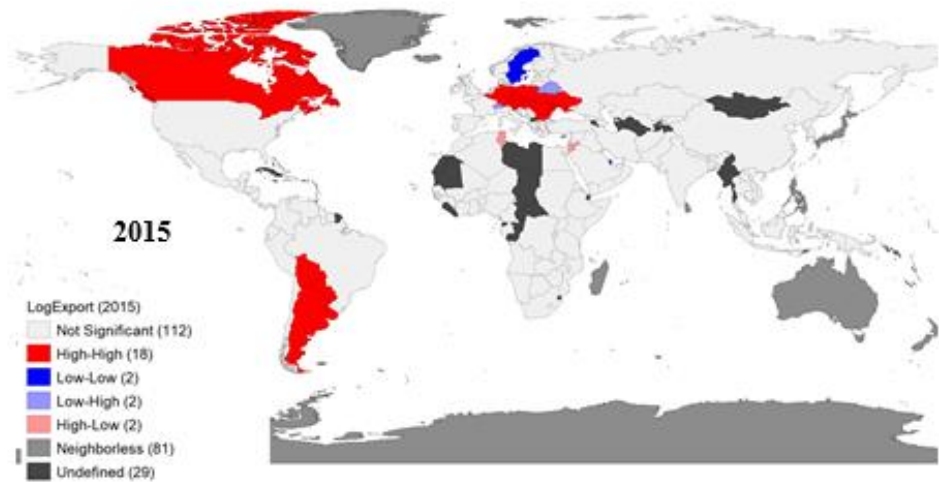 2015
LogExport (2015)
Not Significant (112)
High-High (18)
Low-Low (2)
Low-High (2)
High-Low (2)
Neighborless (81)
Undefined (29)